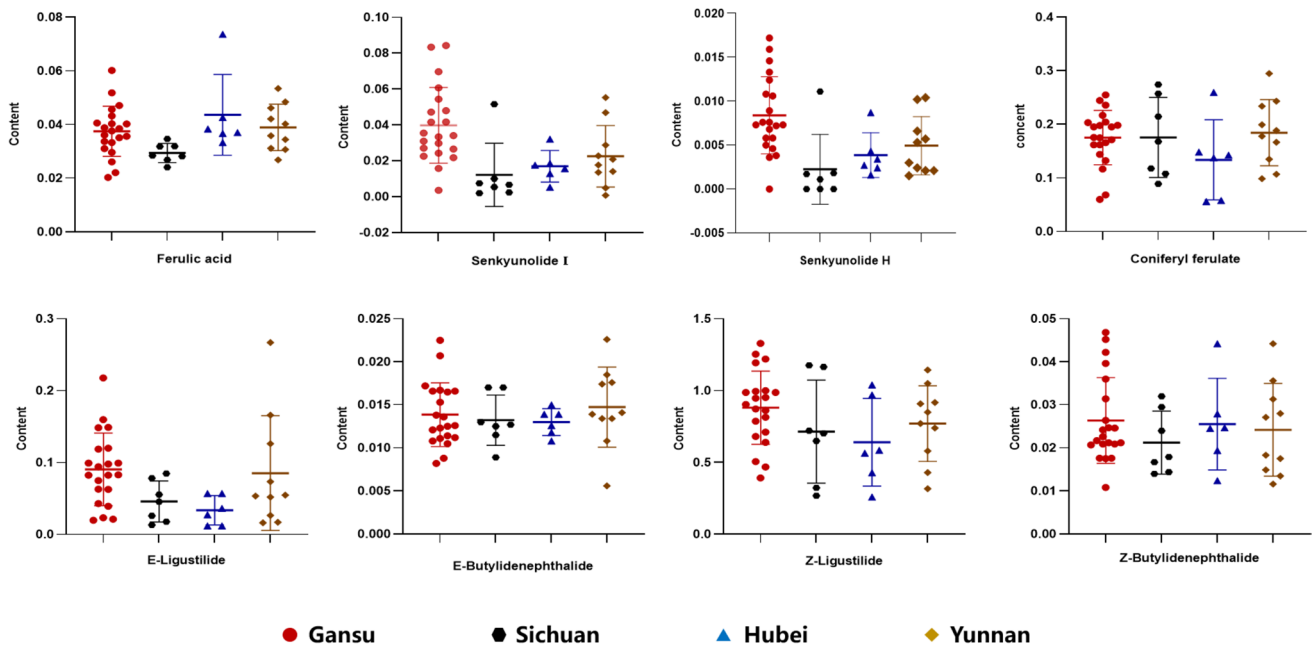 0.08
0.06
0.04
0.02
0.00
Content
Ferulic acid
0.10
0.08
0.06
0.04
0.02
0.00
-0.02
Content
Senkyunolide I
0.020
0.015
0.010
0.005
0.000
-0.005
Content
Senkyunolide H
0.4
0.3
0.2
0.1
0.0
concent
Coniferyl ferulate
0.3
0.2
0.1
0.0
Content
E-Ligustilide
0.025
0.020
0.015
0.010
0.005
0.000
Content
E-Butylidenephthalide
1.5
1.0
0.5
0.0
Content
Z-Ligustilide
0.05
0.04
0.03
0.02
0.01
0.00
Content
Z-Butylidenephthalide
Gansu Sichuan Hubei Yunnan